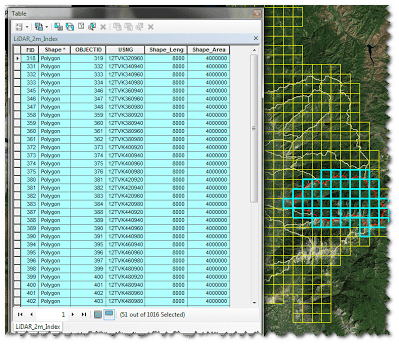 Table
LiDAR_2m_Index
FID Shape * OBJECTID USNG Shape_Leng Shape_Area
318 Polygon 319 12TVK320960 8000 4000000
331 Polygon 332 12TVK340940 8000 4000000
332 Polygon 333 12TVK340960 8000 4000000
333 Polygon 334 12TVK340980 8000 4000000
345 Polygon 346 12TVK360940 8000 4000000
346 Polygon 347 12TVK360960 8000 4000000
347 Polygon 348 12TVK360980 8000 4000000
358 Polygon 359 12TVK380920 8000 4000000
359 Polygon 360 12TVK380940 8000 4000000
360 Polygon 361 12TVK380960 8000 4000000
361 Polygon 362 12TVK380980 8000 4000000
372 Polygon 373 12TVK400920 8000 4000000
373 Polygon 374 12TVK400940 8000 4000000
374 Polygon 375 12TVK400960 8000 4000000
375 Polygon 376 12TVK400980 8000 4000000
380 Polygon 381 12TVK420920 8000 4000000
381 Polygon 382 12TVK420940 8000 4000000
382 Polygon 383 12TVK420960 8000 4000000
383 Polygon 384 12TVK420980 8000 4000000
387 Polygon 388 12TVK440920 8000 4000000
388 Polygon 389 12TVK440940 8000 4000000
389 Polygon 390 12TVK440960 8000 4000000
390 Polygon 391 12TVK440980 8000 4000000
394 Polygon 395 12TVK460920 8000 4000000
395 Polygon 396 12TVK460940 8000 4000000
396 Polygon 397 12TVK460960 8000 4000000
397 Polygon 398 12TVK460980 8000 4000000
399 Polygon 400 12TVK480920 8000 4000000
400 Polygon 401 12TVK480940 8000 4000000
401 Polygon 402 12TVK480960 8000 4000000
402 Polygon 403 12TVK480980 8000 4000000
1 (51 out of 1016 Selected)
LiDAR_2m_Index